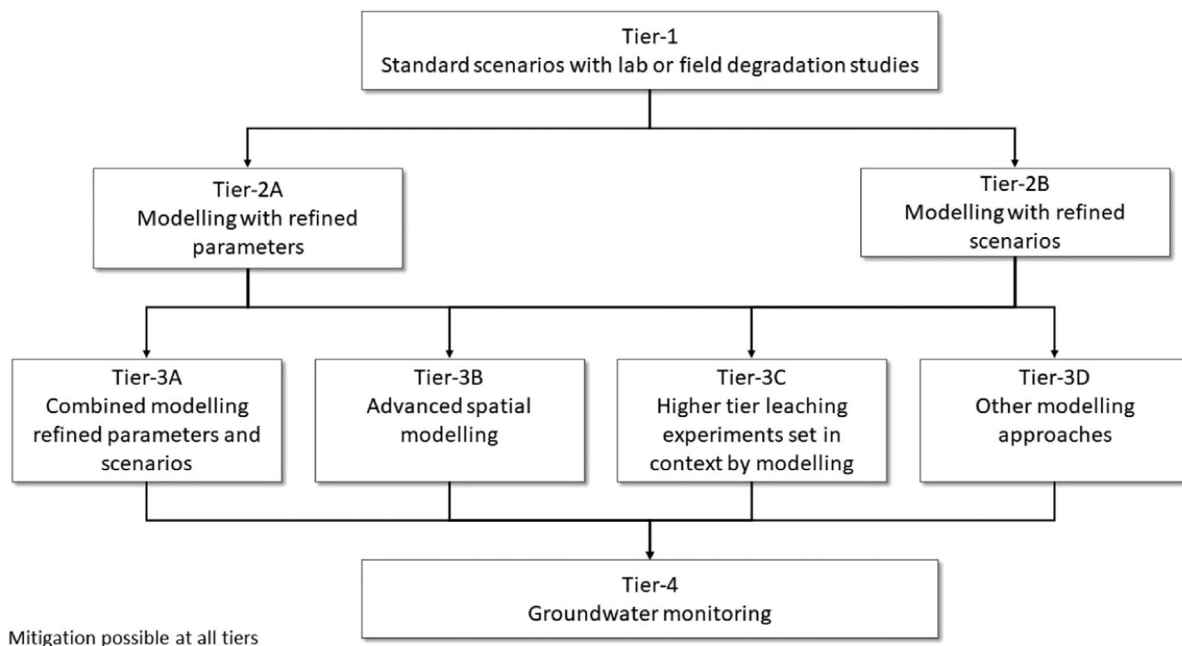 Tier-1
Standard scenarios with lab or field degradation studies
Tier-2A
Modelling with refined
parameters
Tier-2B
Modelling with refined
scenarios
Tier-3A
Combined modelling
refined parameters and
scenarios
Tier-3B
Advanced spatial
modelling
Tier-3C
Higher tier leaching
experiments set in
context by modelling
Tier-3D
Other modelling
approaches
Tier-4
Groundwater monitoring
Mitigation possible at all tiers